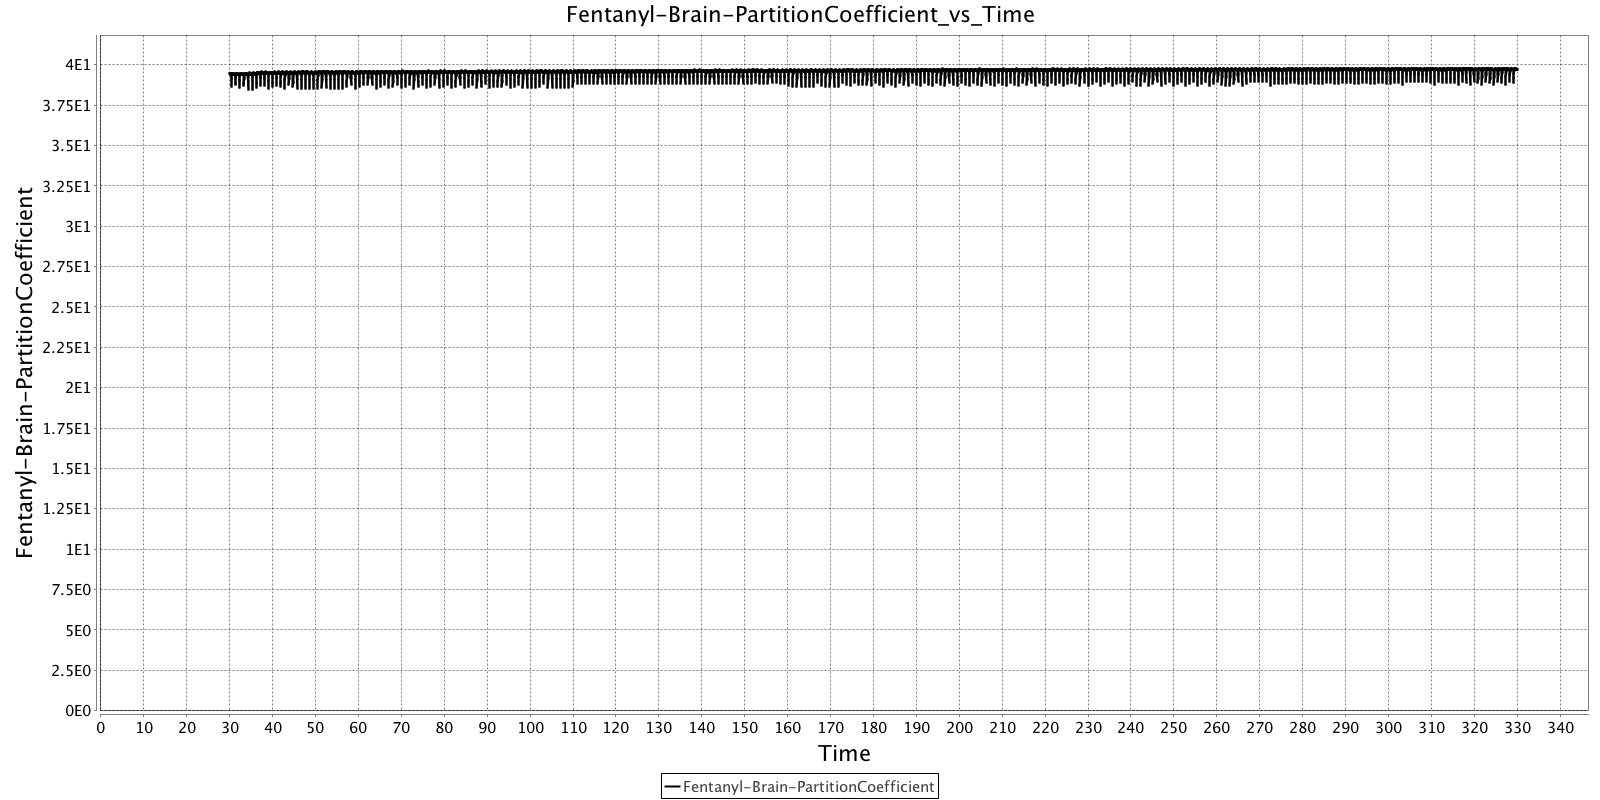 Fentanyl-Brain-PartitionCoefficient_vs_Time
Fentanyl-Brain-PartitionCoefficient
4E1
3.75E1
3.5E1
3.25E1
3E1
2.75E1
2.5E1
2.25E1
2E1
1.75E1
1.5E1
1.25E1
1E1
7.5E0
5E0
2.5E0
0E0
0 10 20 30 40 50 60 70 80 90 100 110 120 130 140 150 160 170 180 190 200 210 220 230 240 250 260 270 280 290 300 310 320 330 340
Time
Fentanyl-Brain-PartitionCoefficient